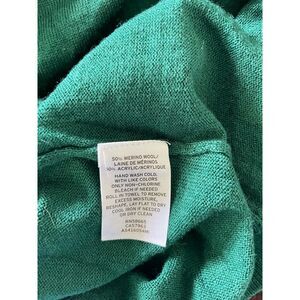 50% MERINO WOOL/
LAINE DE MÉRINOS
50% ACRYLIC/ACRYLIQUE
HAND WASH COLD,
WITH LIKE COLORS
ONLY NON-CHLORINE
BLEACH IF NEEDED
ROLL IN TOWEL TO REMOVE
EXCESS MOISTURE,
RESHAPE, LAY FLAT TO DRY
COOL IRON IF NEEDED
OR DRY CLEAN
RN58665
CA57961